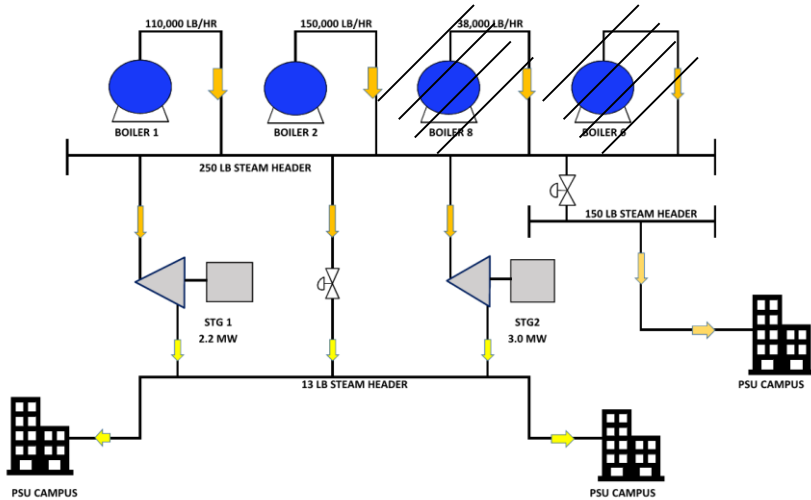 110,000 LB/HR
150,000 LB/HR
38,000 LB/HR
BOILER 1
BOILER 2
BOILER 8
BOILER 6
250 LB STEAM HEADER
150 LB STEAM HEADER
STG 1
2.2 MW
STG2
3.0 MW
13 LB STEAM HEADER
PSU CAMPUS
PSU CAMPUS
PSU CAMPUS